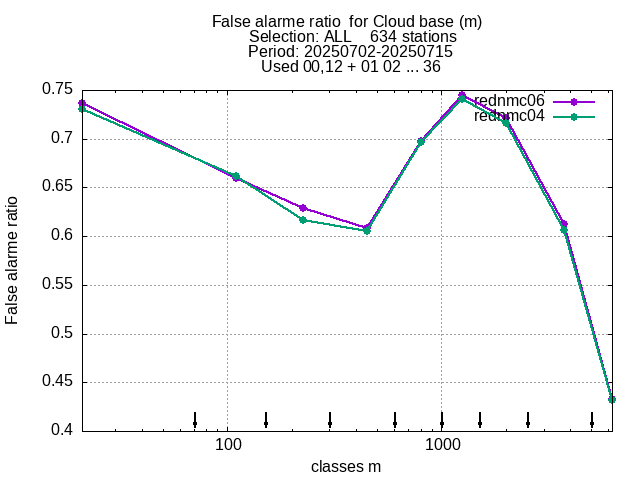 False alarme ratio  for Cloud base (m)
Selection: ALL    634 stations
Period: 20250702-20250715
Used 00,12 + 01 02 ... 36
rednmc06
rednmc04
False alarme ratio
0.75
0.7
0.65
0.6
0.55
0.5
0.45
0.4
100
1000
classes m